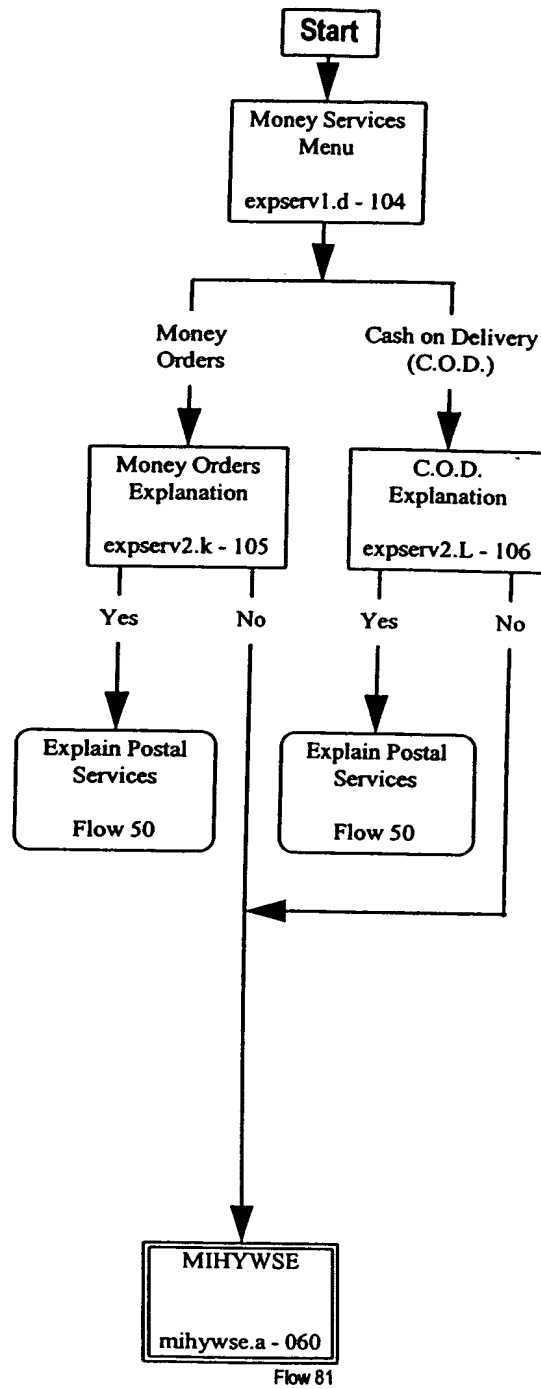 Start
Money Services
Menu
expserv1.d - 104
Money
Orders
Cash on Delivery
(C.O.D.)
Money Orders
Explanation
expserv2.k - 105
C.O.D.
Explanation
expserv2.L - 106
Yes
No
Yes
No
Explain Postal
Services
Flow 50
Explain Postal
Services
Flow 50
MIHYWSE
mihywse.a - 060
Flow 81